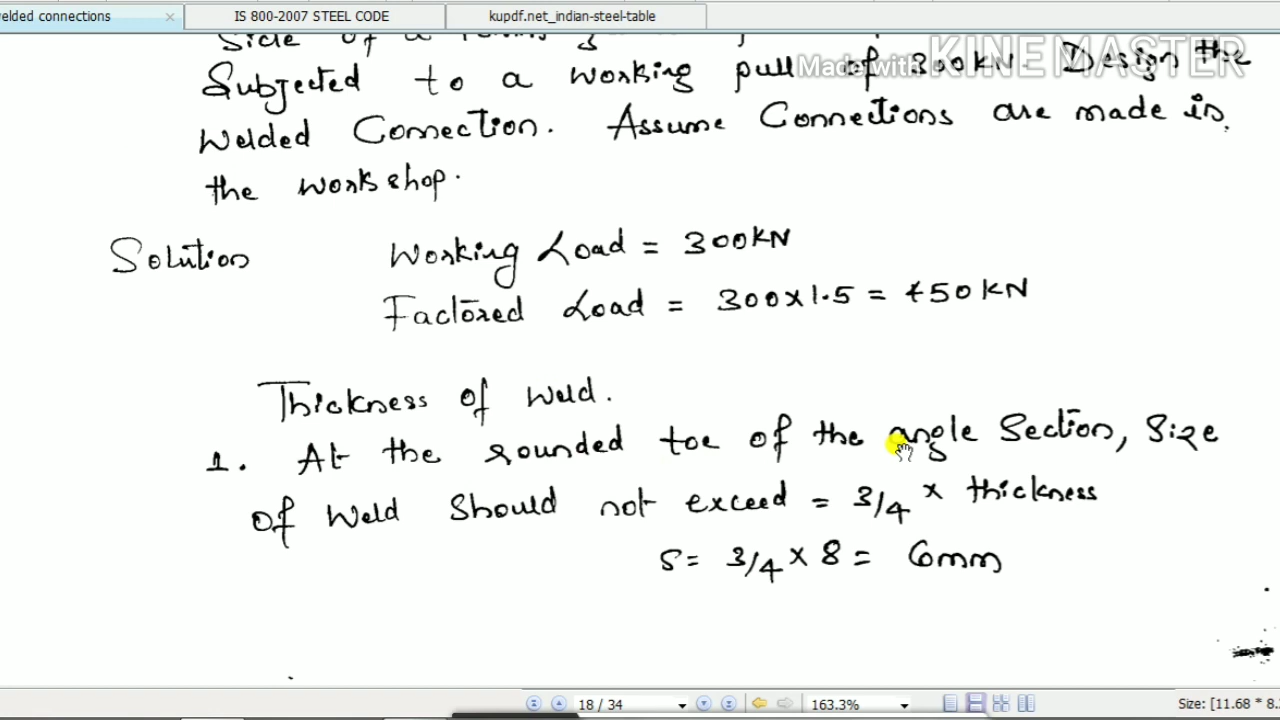 elded connections
IS 800-2007 STEEL CODE
kupdf.net_indian-steel-table
Made with KINEMASTER
Side of a
Subjected to a working pull of 300kN. Design the
Welded Connection. Assume Connections are made in
the workshop.
Solution Working Load = 300kN
Factored Load = 300x1.5 = 450kN
Thickness of Weld.
1. At the rounded toe of the angle Section, Size
Of Weld Should not exceed = 3/4 x thickness
S = 3/4 x 8 = 6mm
18 / 34
163.3%
Size: [11.68 * 8.